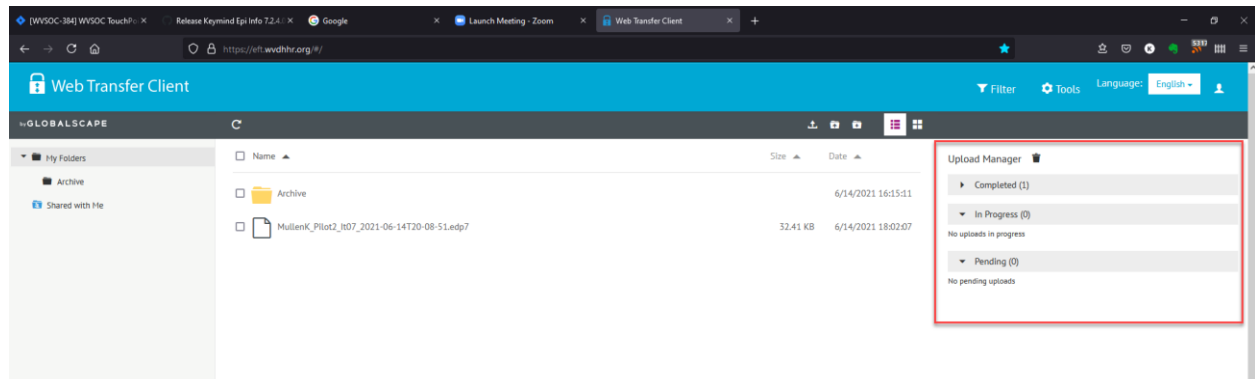 [WVSOC-384] WVSOC TouchPo
Release Keymind Epi Info 7.2.4.
Google
Launch Meeting - Zoom
Web Transfer Client
https://eft.wvdhhr.org/#/
Web Transfer Client
Filter
Tools
Language:
English
by GLOBALSCAPE
My Folders
Archive
Shared with Me
Name
Size
Date
Archive
6/14/2021 16:15:11
MullenK_Pilot2_It07_2021-06-14T20-08-51.edp7
32.41 KB
6/14/2021 18:02:07
Upload Manager
Completed (1)
In Progress (0)
No uploads in progress
Pending (0)
No pending uploads